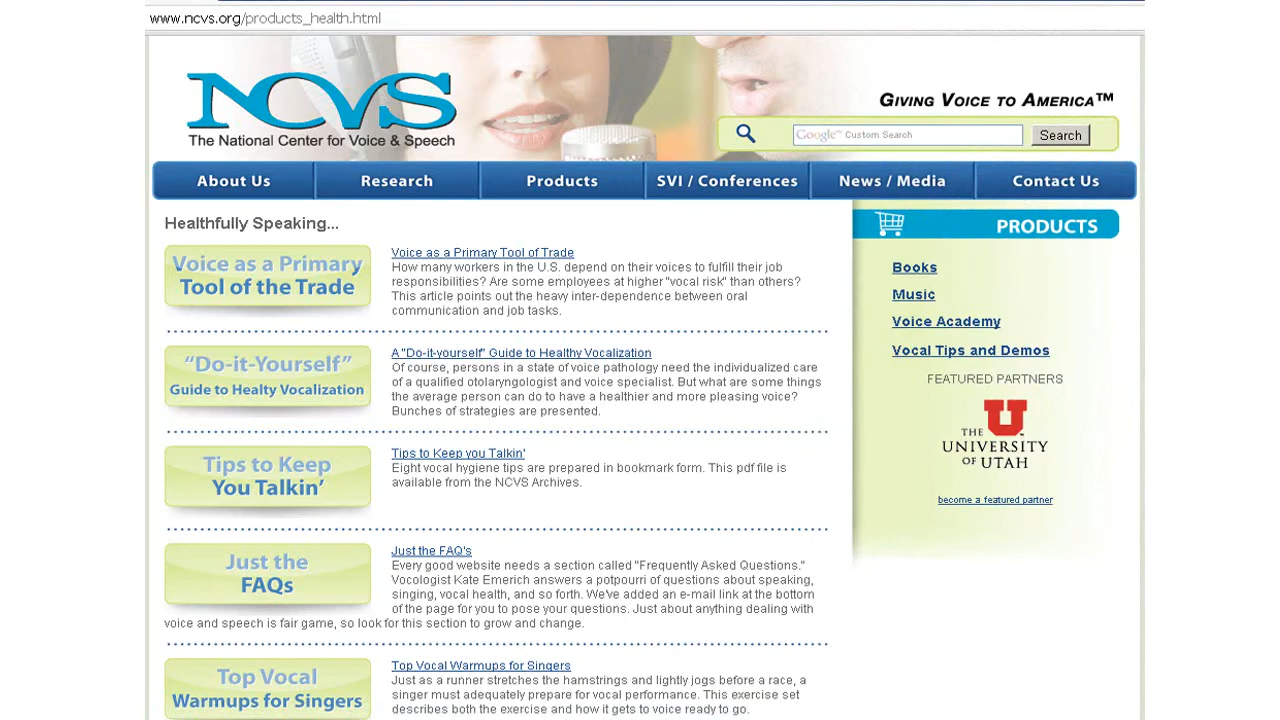 www.ncvs.org/products_health.html
NCVS
The National Center for Voice & Speech
GIVING VOICE TO AMERICA™
Google™ Custom Search
Search
About Us
Research
Products
SVI / Conferences
News / Media
Contact Us
Healthfully Speaking...
Voice as a Primary
Tool of the Trade
Voice as a Primary Tool of Trade
How many workers in the U.S. depend on their voices to fulfill their job
responsibilities? Are some employees at higher "vocal risk" than others?
This article points out the heavy inter-dependence between oral
communication and job tasks.
“Do-it-Yourself”
Guide to Healty Vocalization
A "Do-it-yourself" Guide to Healthy Vocalization
Of course, persons in a state of voice pathology need the individualized care
of a qualified otolaryngologist and voice specialist. But what are some things
the average person can do to have a healthier and more pleasing voice?
Bunches of strategies are presented.
Tips to Keep
You Talkin’
Tips to Keep you Talkin'
Eight vocal hygiene tips are prepared in bookmark form. This pdf file is
available from the NCVS Archives.
Just the
FAQs
Just the FAQ's
Every good website needs a section called "Frequently Asked Questions."
Vocologist Kate Emerich answers a potpourri of questions about speaking,
singing, vocal health, and so forth. We've added an e-mail link at the bottom
of the page for you to pose your questions. Just about anything dealing with
voice and speech is fair game, so look for this section to grow and change.
Top Vocal
Warmups for Singers
Top Vocal Warmups for Singers
Just as a runner stretches the hamstrings and lightly jogs before a race, a
singer must adequately prepare for vocal performance. This exercise set
describes both the exercise and how it gets to voice ready to go.
PRODUCTS
Books
Music
Voice Academy
Vocal Tips and Demos
FEATURED PARTNERS
U
THE
UNIVERSITY
OF UTAH
become a featured partner